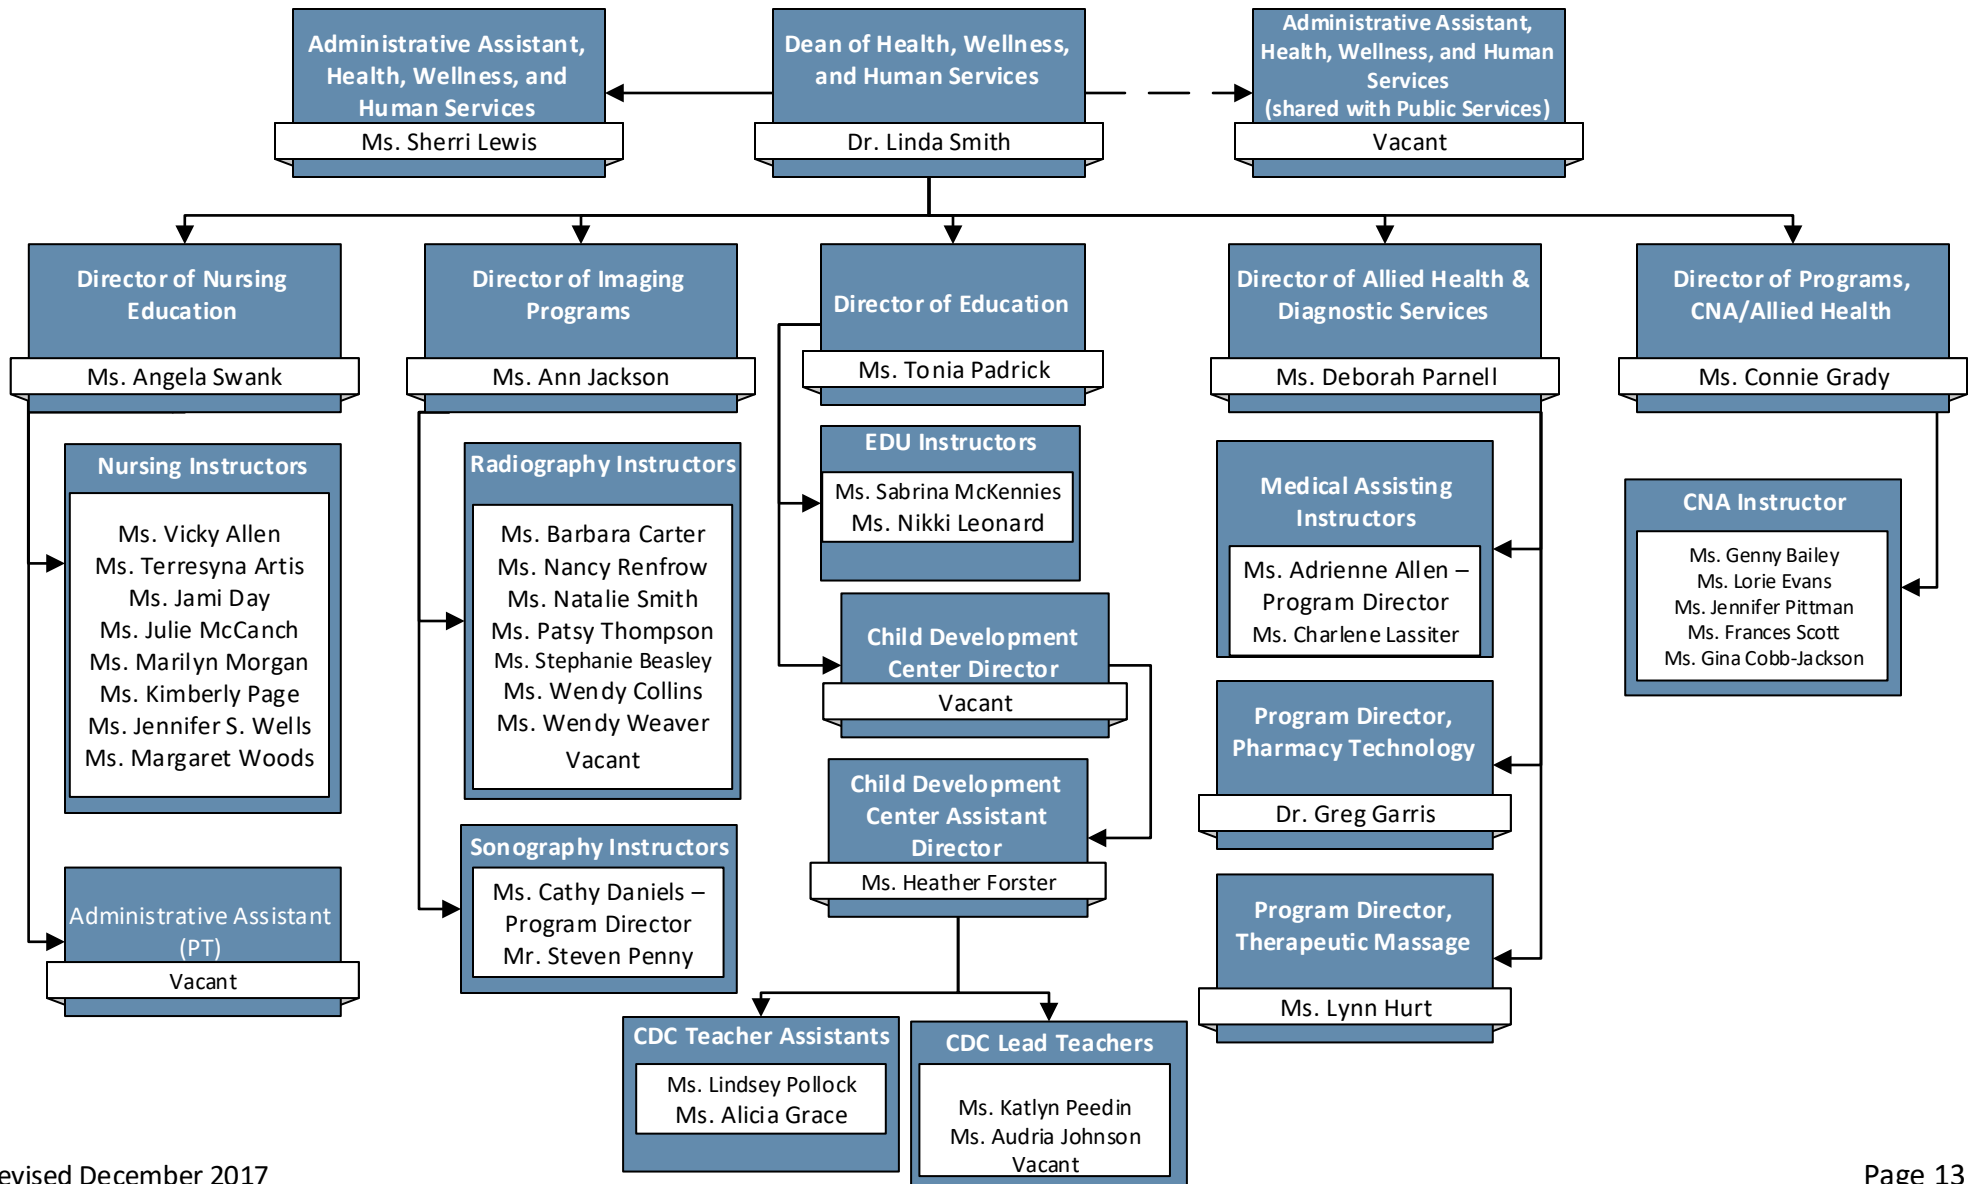 Administrative Assistant,
Health, Wellness, and
Human Services
Ms. Sherri Lewis
Dean of Health, Wellness,
and Human Services
Dr. Linda Smith
Administrative Assistant,
Health, Wellness, and Human
Services
(shared with Public Services)
Vacant
Director of Nursing
Education
Ms. Angela Swank
Director of Imaging
Programs
Ms. Ann Jackson
Director of Education
Ms. Tonia Padrick
Director of Allied Health &
Diagnostic Services
Ms. Deborah Parnell
Director of Programs,
CNA/Allied Health
Ms. Connie Grady
Nursing Instructors
Ms. Vicky Allen
Ms. Terresyna Artis
Ms. Jami Day
Ms. Julie McCanch
Ms. Marilyn Morgan
Ms. Kimberly Page
Ms. Jennifer S. Wells
Ms. Margaret Woods
Administrative Assistant
(PT)
Vacant
Radiography Instructors
Ms. Barbara Carter
Ms. Nancy Renfrow
Ms. Natalie Smith
Ms. Patsy Thompson
Ms. Stephanie Beasley
Ms. Wendy Collins
Ms. Wendy Weaver
Vacant
Sonography Instructors
Ms. Cathy Daniels –
Program Director
Mr. Steven Penny
EDU Instructors
Ms. Sabrina McKennies
Ms. Nikki Leonard
Child Development
Center Director
Vacant
Child Development
Center Assistant
Director
Ms. Heather Forster
CDC Teacher Assistants
Ms. Lindsey Pollock
Ms. Alicia Grace
CDC Lead Teachers
Ms. Katlyn Peedin
Ms. Audria Johnson
Vacant
Medical Assisting
Instructors
Ms. Adrienne Allen –
Program Director
Ms. Charlene Lassiter
Program Director,
Pharmacy Technology
Dr. Greg Garris
Program Director,
Therapeutic Massage
Ms. Lynn Hurt
CNA Instructor
Ms. Genny Bailey
Ms. Lorie Evans
Ms. Jennifer Pittman
Ms. Frances Scott
Ms. Gina Cobb-Jackson
evised December 2017
Page 13